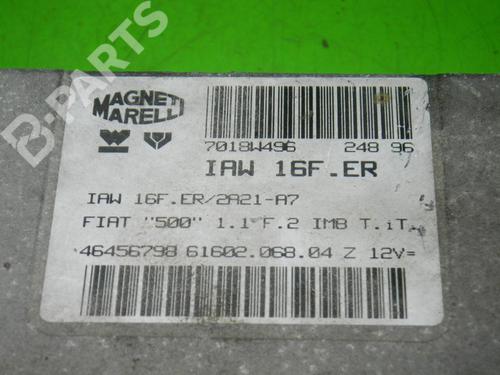 B-PARTS
MAGNETI MARELLI
7018W496 248 96
IAW 16F.ER
IAW 16F.ER/2A21-A7
FIAT "500" 1.1 F.2 IMB T.iT.
46456798 61602.068.04 Z 12V=